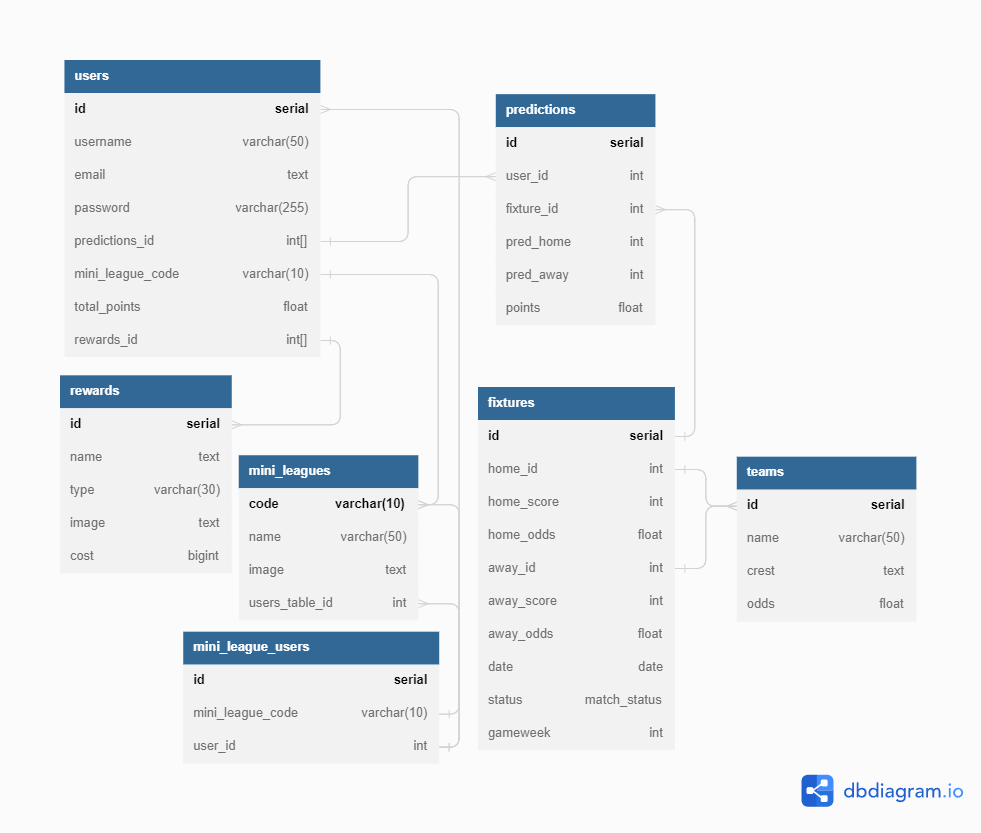 users
id serial
username varchar(50)
email text
password varchar(255)
predictions_id int[]
mini_league_code varchar(10)
total_points float
rewards_id int[]
predictions
id serial
user_id int
fixture_id int
pred_home int
pred_away int
points float
rewards
id serial
name text
type varchar(30)
image text
cost bigint
mini_leagues
code varchar(10)
name varchar(50)
image text
users_table_id int
mini_league_users
id serial
mini_league_code varchar(10)
user_id int
fixtures
id serial
home_id int
home_score int
home_odds float
away_id int
away_score int
away_odds float
date date
status match_status
gameweek int
teams
id serial
name varchar(50)
crest text
odds float
dbdiagram.io